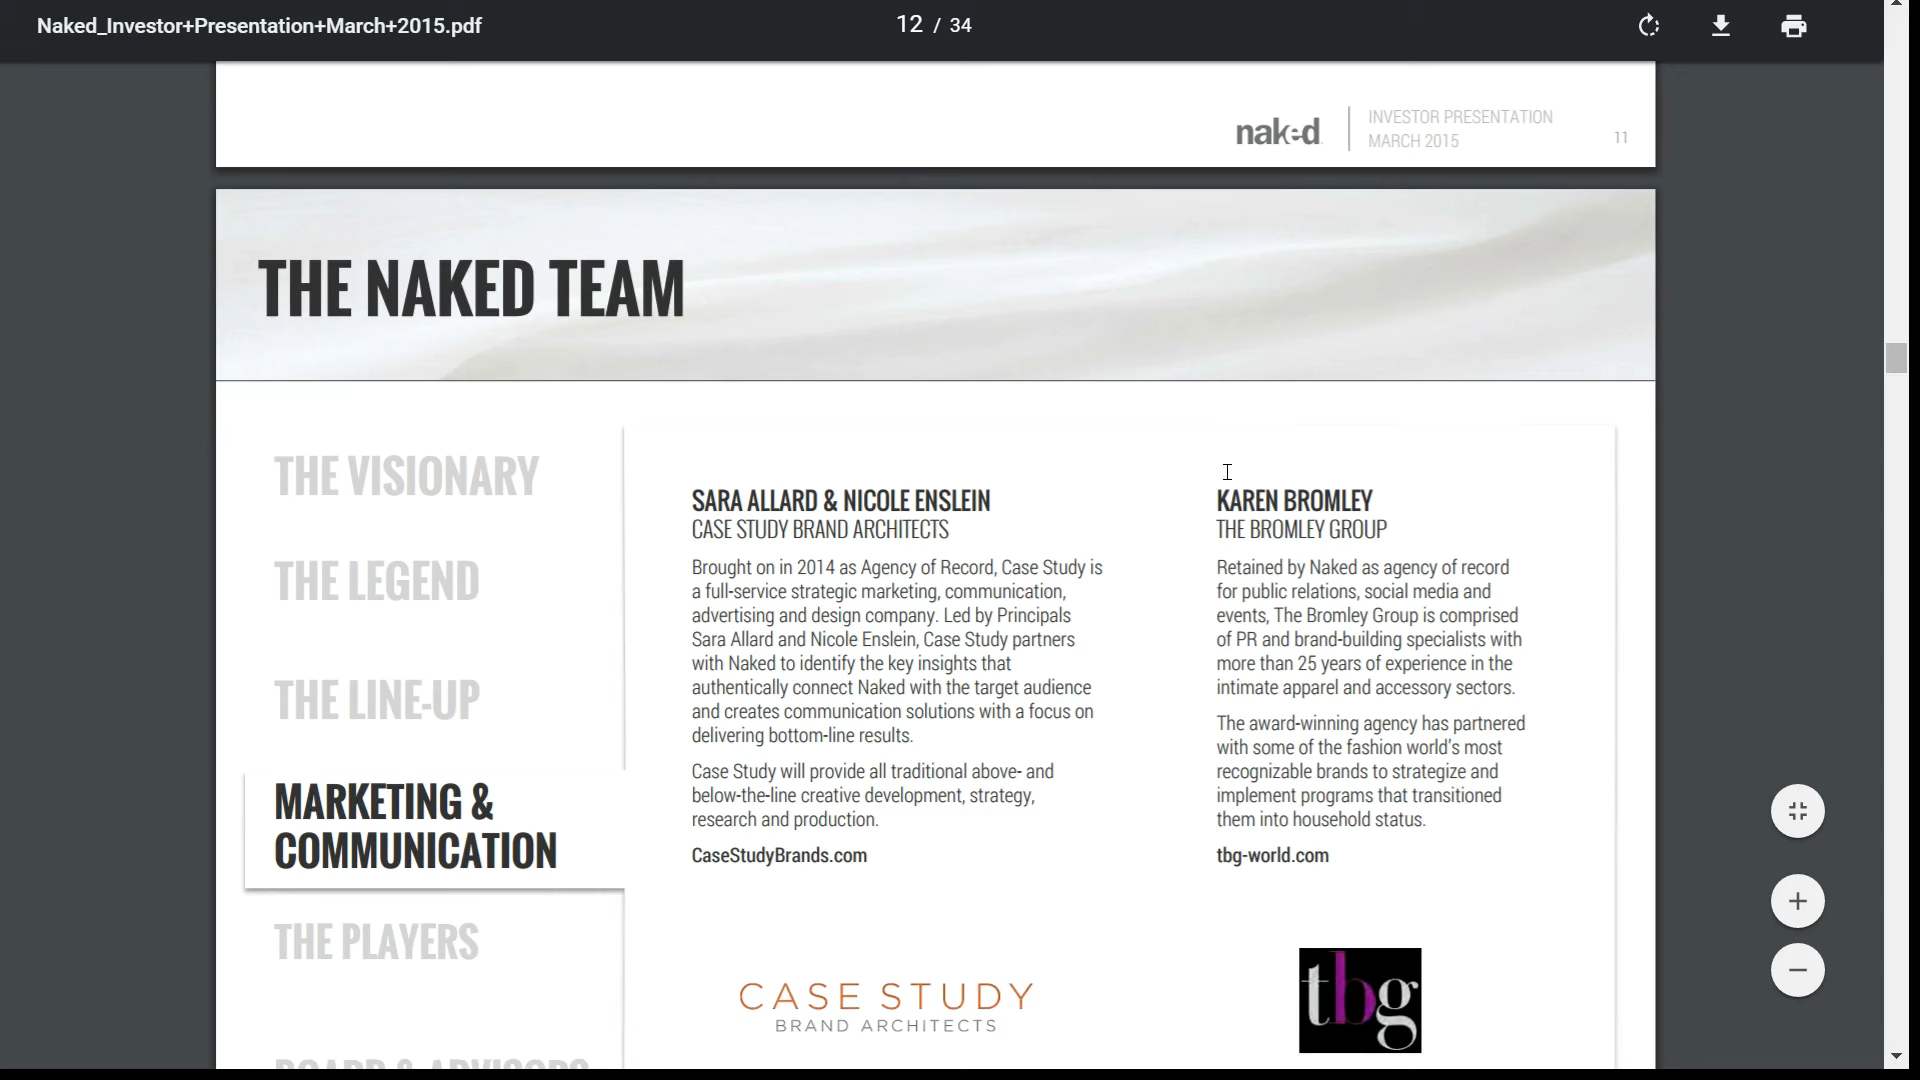 Naked_Investor+Presentation+March+2015.pdf
12 / 34
naked
INVESTOR PRESENTATION
MARCH 2015
11
THE NAKED TEAM
THE VISIONARY
THE LEGEND
THE LINE-UP
MARKETING &
COMMUNICATION
THE PLAYERS
BOARD & ADVISORS
SARA ALLARD & NICOLE ENSLEIN
CASE STUDY BRAND ARCHITECTS
Brought on in 2014 as Agency of Record, Case Study is
a full-service strategic marketing, communication,
advertising and design company. Led by Principals
Sara Allard and Nicole Enslein, Case Study partners
with Naked to identify the key insights that
authentically connect Naked with the target audience
and creates communication solutions with a focus on
delivering bottom-line results.
Case Study will provide all traditional above- and
below-the-line creative development, strategy,
research and production.
CaseStudyBrands.com
CASE STUDY
BRAND ARCHITECTS
KAREN BROMLEY
THE BROMLEY GROUP
Retained by Naked as agency of record
for public relations, social media and
events, The Bromley Group is comprised
of PR and brand-building specialists with
more than 25 years of experience in the
intimate apparel and accessory sectors.
The award-winning agency has partnered
with some of the fashion world's most
recognizable brands to strategize and
implement programs that transitioned
them into household status.
tbg-world.com
tbg